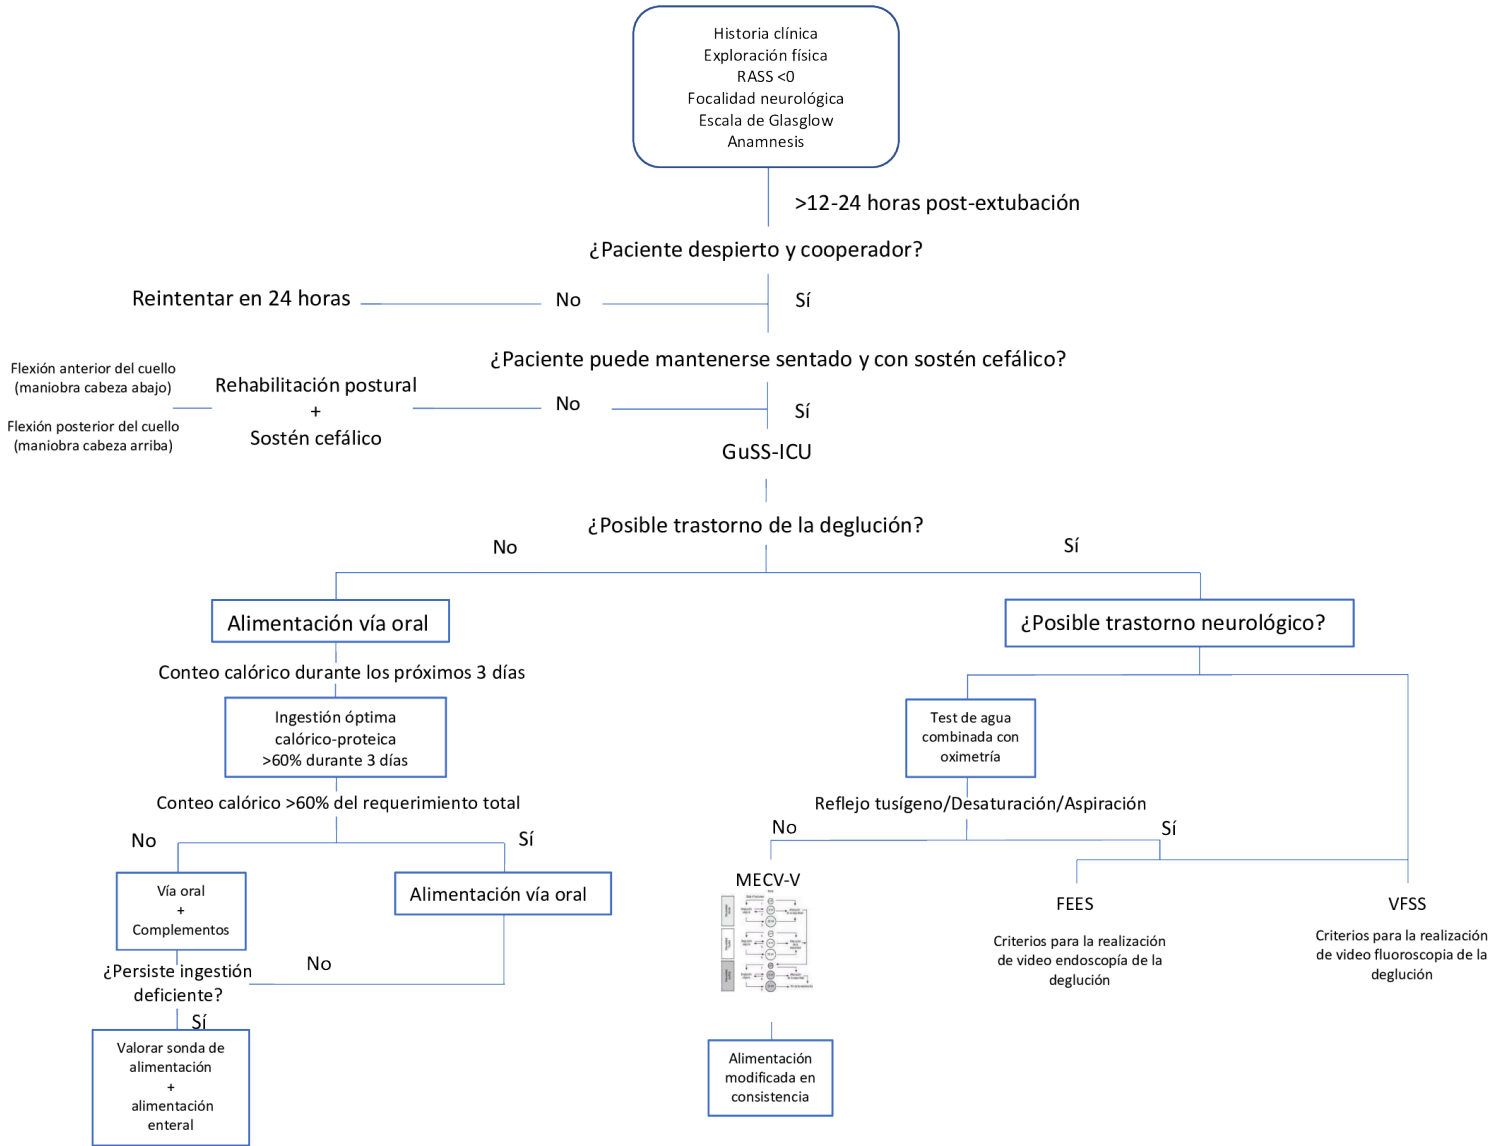 Historia clínica
Exploración física
RASS <0
Focalidad neurológica
Escala de Glasglow
Anamnesis
>12-24 horas post-extubación
¿Paciente despierto y cooperador?
Reintentar en 24 horas
No
Sí
¿Paciente puede mantenerse sentado y con sostén cefálico?
Flexión anterior del cuello
(maniobra cabeza abajo)
Flexión posterior del cuello
(maniobra cabeza arriba)
Rehabilitación postural
+
Sostén cefálico
No
Sí
GuSS-ICU
¿Posible trastorno de la deglución?
No
Sí
Alimentación vía oral
Conteo calórico durante los próximos 3 días
Ingestión óptima
calórico-proteica
>60% durante 3 días
Conteo calórico >60% del requerimiento total
No
Sí
Vía oral
+
Complementos
Alimentación vía oral
¿Persiste ingestión
deficiente?
No
Sí
Valorar sonda de
alimentación
+
alimentación
enteral
¿Posible trastorno neurológico?
Test de agua
combinada con
oximetría
Reflejo tusígeno/Desaturación/Aspiración
No
Sí
MECV-V
Alimentación
modificada en
consistencia
FEES
Criterios para la realización
de video endoscopía de la
deglución
VFSS
Criterios para la realización
de video fluoroscopia de la
deglución